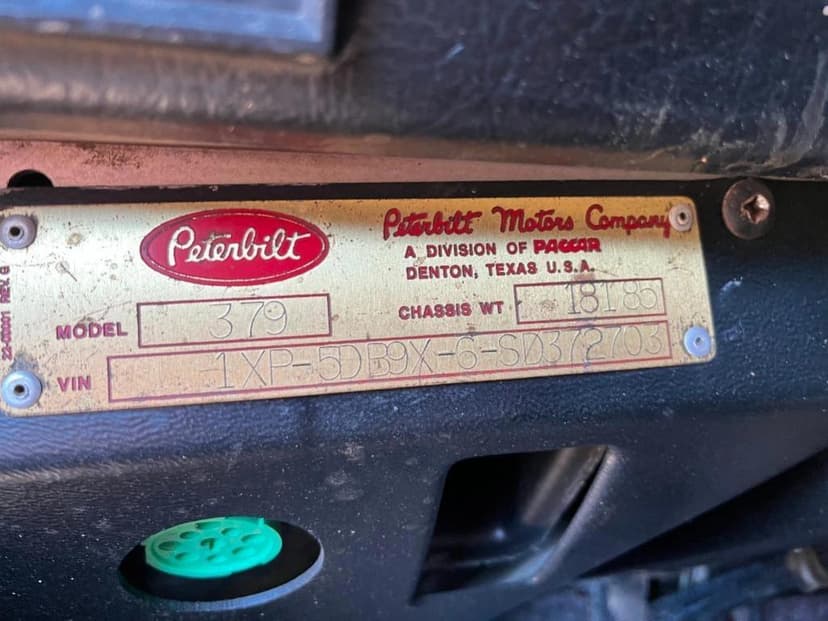 Peterbilt
Peterbilt Motors Company
A DIVISION OF PACCAR
DENTON, TEXAS U.S.A.
MODEL 379
CHASSIS WT 18185
VIN 1XP-5DB9X-6-SD372703